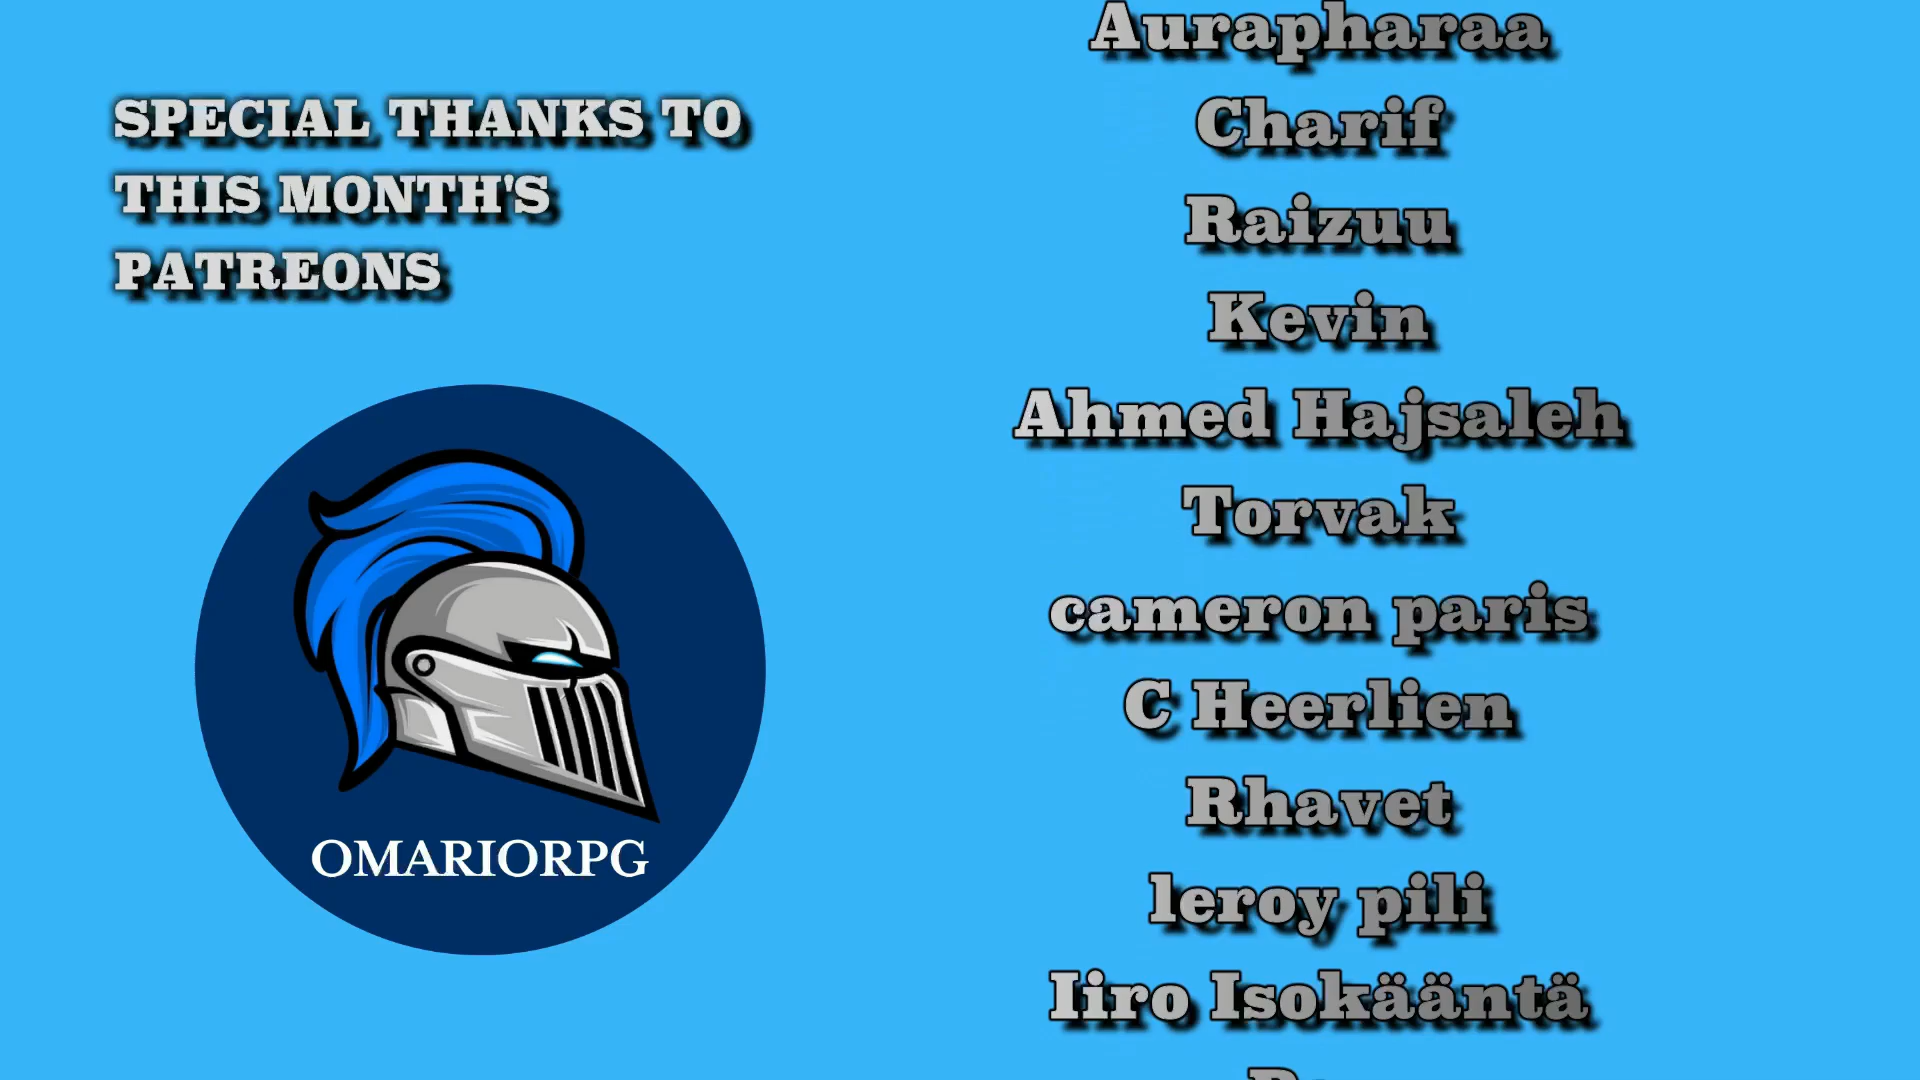 SPECIAL THANKS TO
THIS MONTH'S
PATREONS
OMARIORPG
Aurapharaa
Charif
Raizuu
Kevin
Ahmed Hajsaleh
Torvak
cameron paris
C Heerlien
Rhavet
leroy pili
Iiro Isokääntä